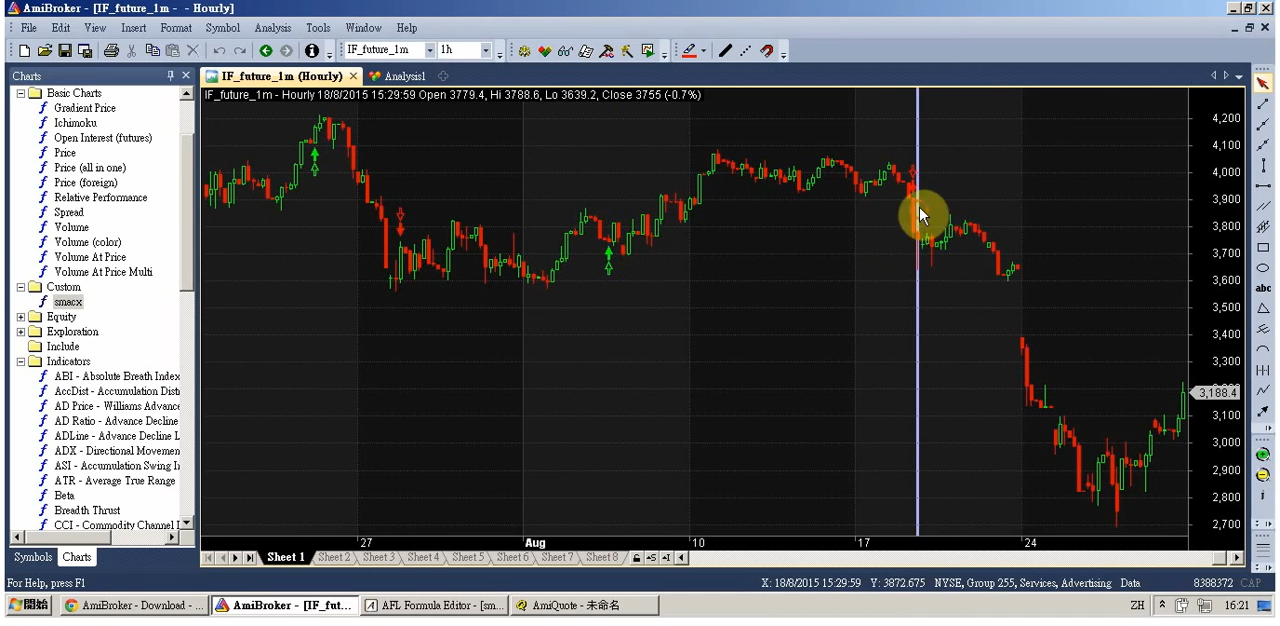 AmiBroker - [IF_future_1m - - Hourly]
File Edit View Insert Format Symbol Analysis Tools Window Help
IF_future_1m 1h
Charts
IF_future_1m (Hourly) Analysis1
IF_future_1m - Hourly 18/8/2015 15:29:59 Open 3779.4, Hi 3788.6, Lo 3639.2, Close 3755 (-0.7%)
Basic Charts
Gradient Price
Ichimoku
Open Interest (futures)
Price
Price (all in one)
Price (foreign)
Relative Performance
Spread
Volume
Volume (color)
Volume At Price
Volume At Price Multi
Custom
smacx
Equity
Exploration
Include
Indicators
ABI - Absolute Breath Index
AccDist - Accumulation Distr
AD Price - Williams Advance
AD Ratio - Advance Decline
ADLine - Advance Decline L
ADX - Directional Movemen
ASI - Accumulation Swing In
ATR - Average True Range
Beta
Breadth Thrust
CCI - Commodity Channel I
4,200
4,100
4,000
3,900
3,800
3,700
3,600
3,500
3,400
3,300
3,188.4
3,100
3,000
2,900
2,800
2,700
abc
27 Aug 10 17 24
Symbols Charts
Sheet 1 Sheet 2 Sheet 3 Sheet 4 Sheet 5 Sheet 6 Sheet 7 Sheet 8
For Help, press F1
X: 18/8/2015 15:29:59 Y: 3872.675 NYSE, Group 255, Services, Advertising Data 8388372 CAP
開始 AmiBroker - Download - ... AmiBroker - [IF_fut... AFL Formula Editor - [sm... AmiQuote - 未命名 ZH 16:21